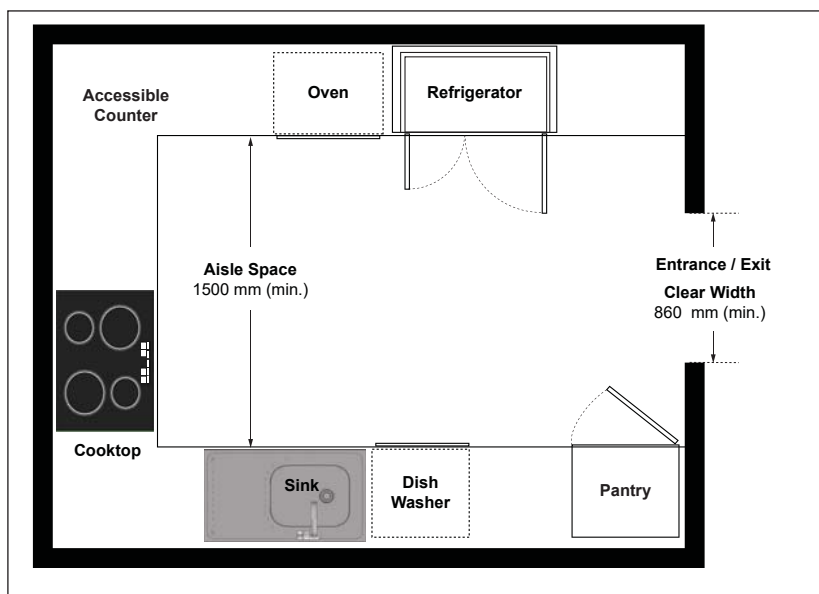 Oven
Refrigerator
Accessible
Counter
Aisle Space
1500 mm (min.)
Entrance / Exit
Clear Width
860 mm (min.)
Cooktop
Sink
Dish
Washer
Pantry